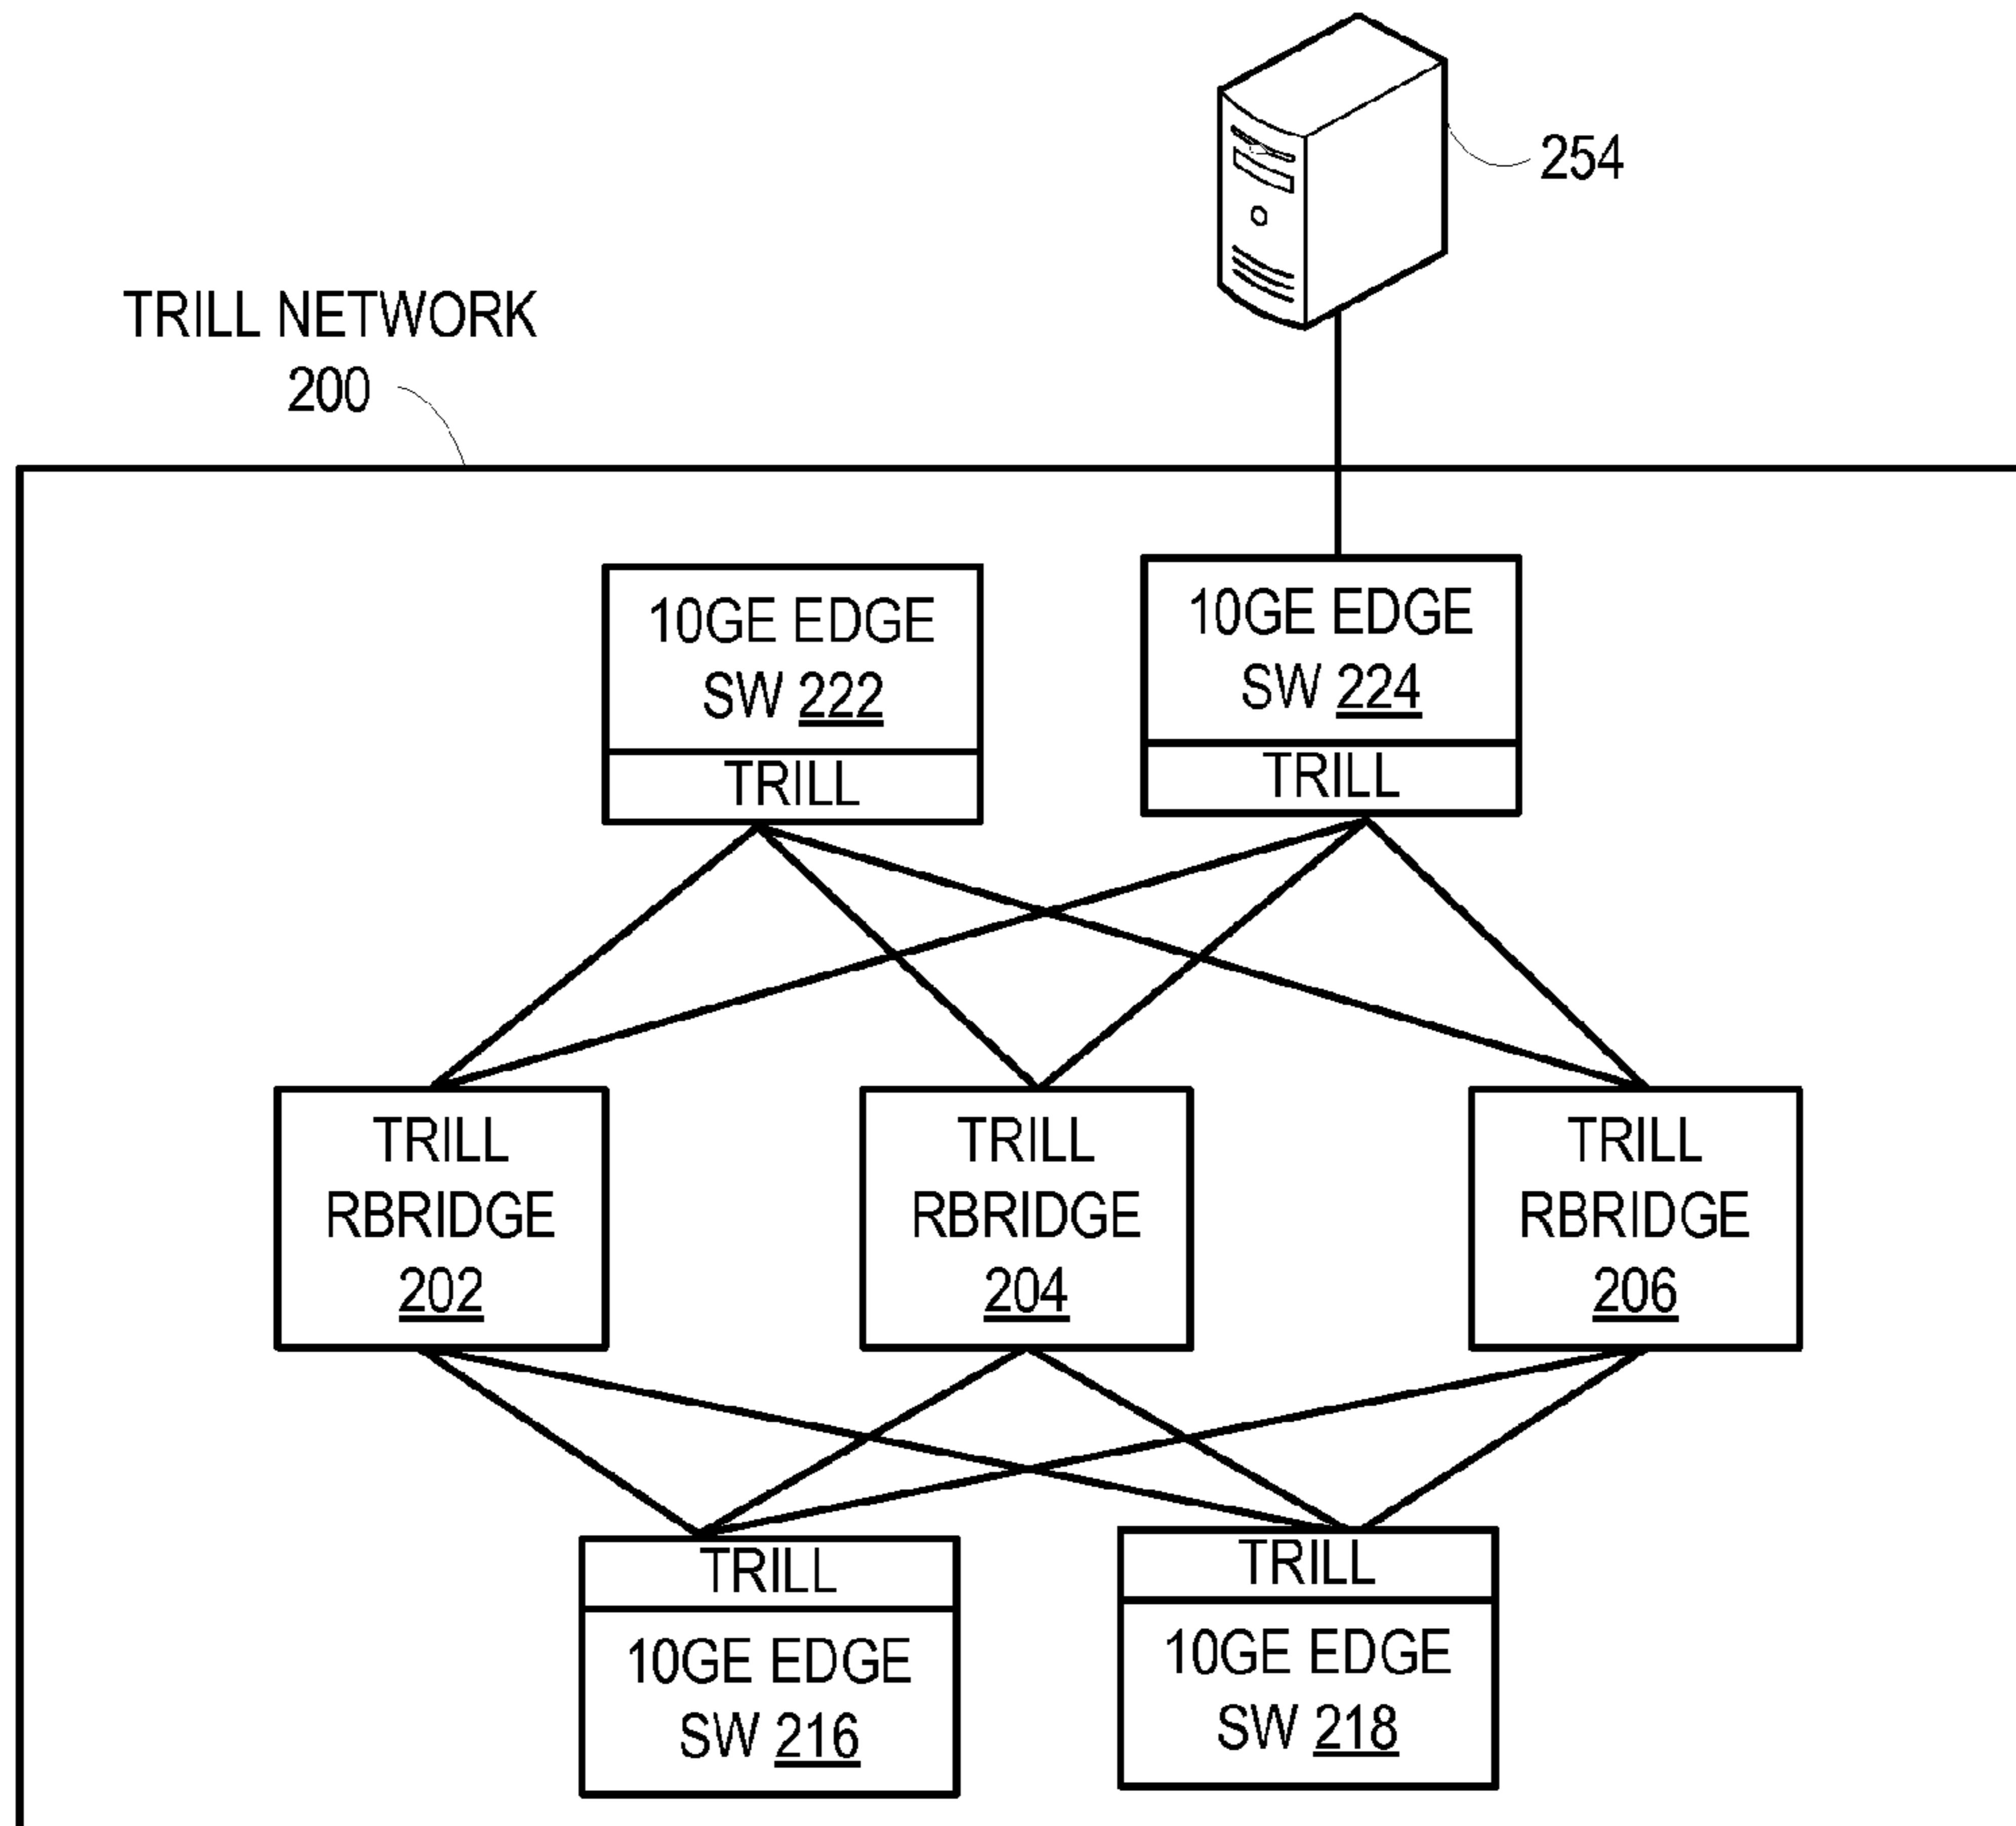 254
TRILL NETWORK
200
10GE EDGE
SW 222
TRILL
10GE EDGE
SW 224
TRILL
TRILL
RBRIDGE
202
TRILL
RBRIDGE
204
TRILL
RBRIDGE
206
TRILL
10GE EDGE
SW 216
TRILL
10GE EDGE
SW 218